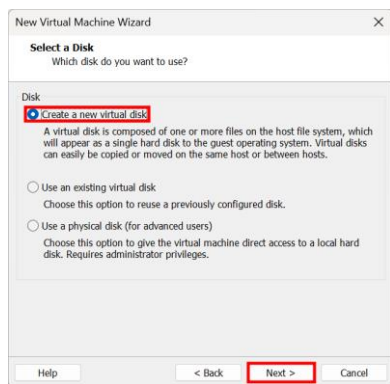 New Virtual Machine Wizard
Select a Disk
Which disk do you want to use?
Disk
Create a new virtual disk
A virtual disk is composed of one or more files on the host file system, which
will appear as a single hard disk to the guest operating system. Virtual disks
can easily be copied or moved on the same host or between hosts.
Use an existing virtual disk
Choose this option to reuse a previously configured disk.
Use a physical disk (for advanced users)
Choose this option to give the virtual machine direct access to a local hard
disk. Requires administrator privileges.
Help
< Back
Next >
Cancel